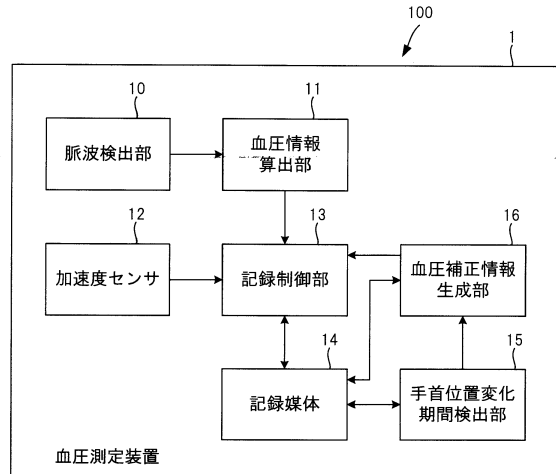 100
1
10
脈波検出部
11
血圧情報
算出部
12
加速度センサ
13
記録制御部
16
血圧補正情報
生成部
14
記録媒体
15
手首位置変化
期間検出部
血圧測定装置